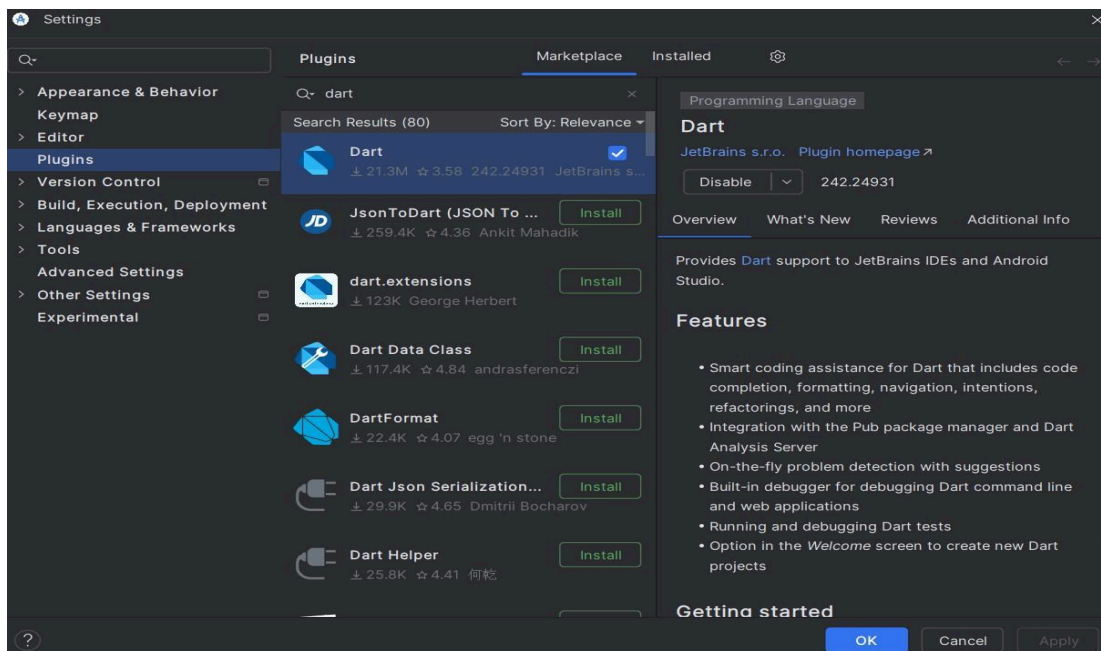 Settings
Plugins
Marketplace
Installed
Appearance & Behavior
Keymap
Editor
Plugins
Version Control
Build, Execution, Deployment
Languages & Frameworks
Tools
Advanced Settings
Other Settings
Experimental
dart
Search Results (80) Sort By: Relevance
Dart
21.3M 3.58 242.24931 JetBrains s...
JsonToDart (JSON To ... Install
259.4K 4.36 Ankit Mahadik
dart.extensions Install
123K George Herbert
Dart Data Class Install
117.4K 4.84 andrasferenczi
DartFormat Install
22.4K 4.07 egg 'n stone
Dart Json Serialization... Install
29.9K 4.65 Dmitrii Bocharov
Dart Helper Install
25.8K 4.41 何乾
Programming Language
Dart
JetBrains s.r.o. Plugin homepage
Disable 242.24931
Overview What's New Reviews Additional Info
Provides Dart support to JetBrains IDEs and Android
Studio.
Features
• Smart coding assistance for Dart that includes code
completion, formatting, navigation, intentions,
refactorings, and more
• Integration with the Pub package manager and Dart
Analysis Server
• On-the-fly problem detection with suggestions
• Built-in debugger for debugging Dart command line
and web applications
• Running and debugging Dart tests
• Option in the Welcome screen to create new Dart
projects
Getting started
? OK Cancel Apply